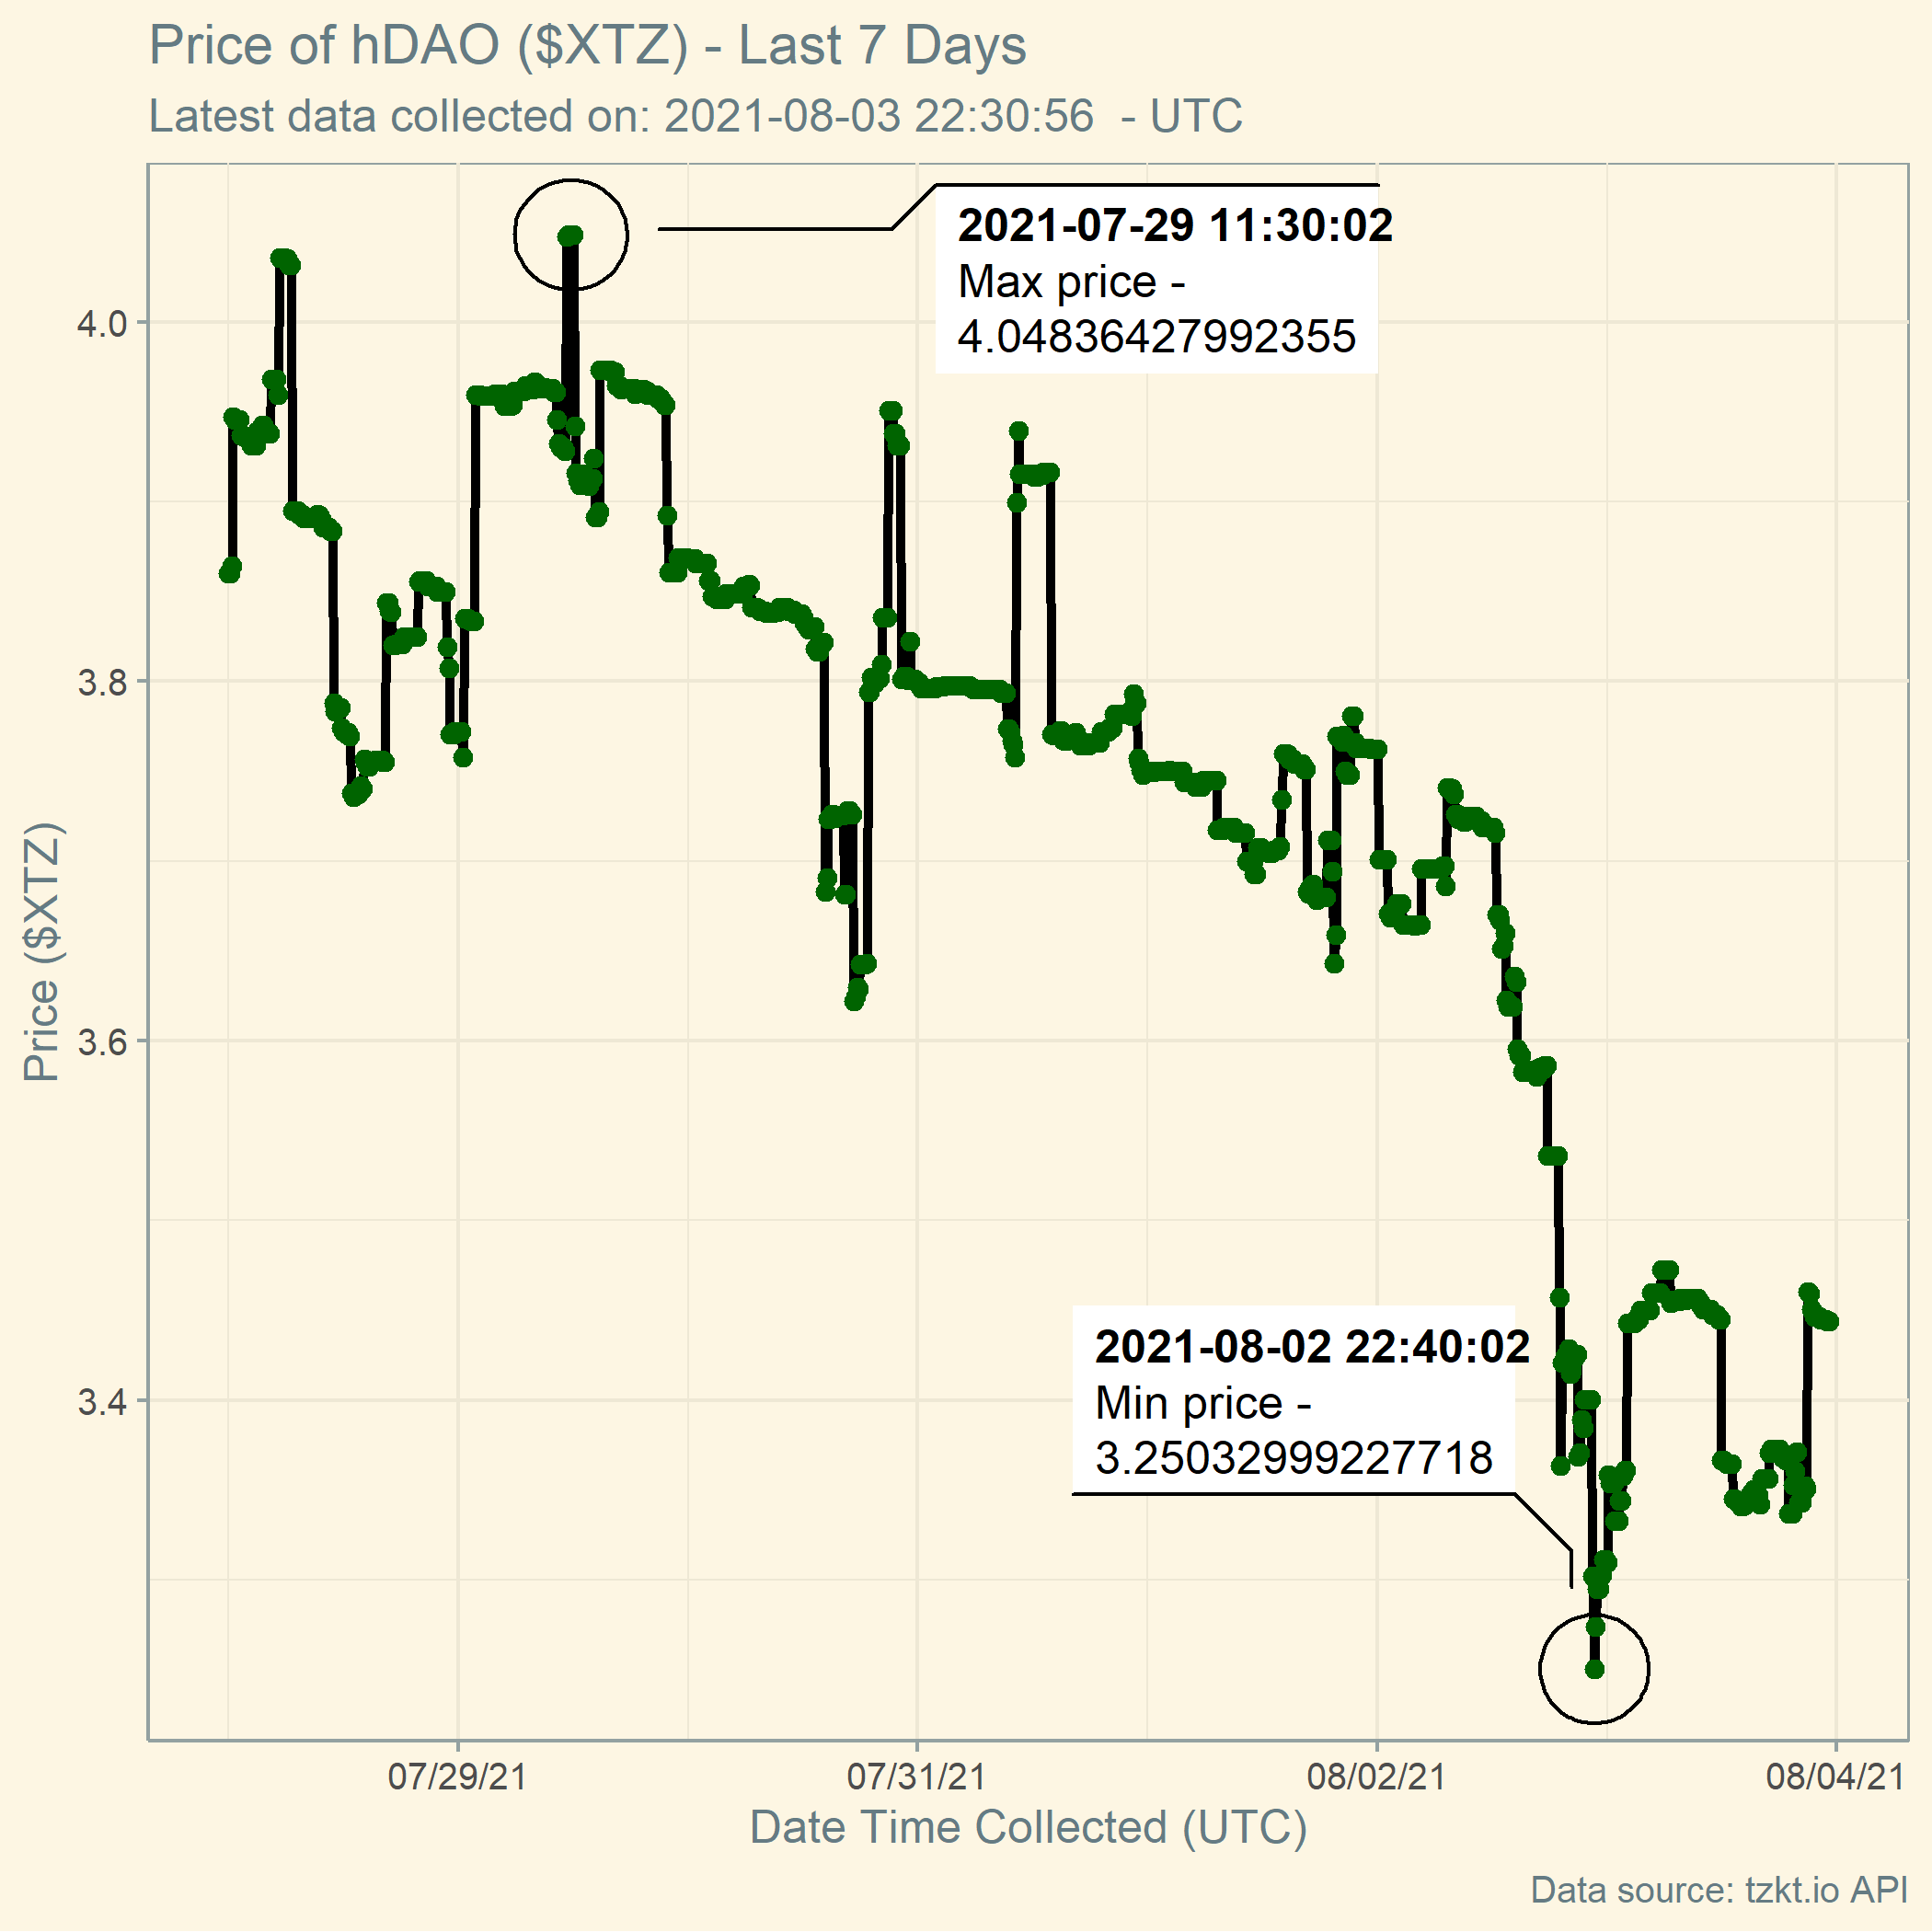 Price of hDAO ($XTZ) - Last 7 Days
Latest data collected on: 2021-08-03 22:30:56  - UTC
2021-07-29 11:30:02
Max price -
4.04836427992355
4.0
3.8
3.6
3.4
Price ($XTZ)
2021-08-02 22:40:02
Min price -
3.25032999227718
07/29/21
07/31/21
08/02/21
08/04/21
Date Time Collected (UTC)
Data source: tzkt.io API